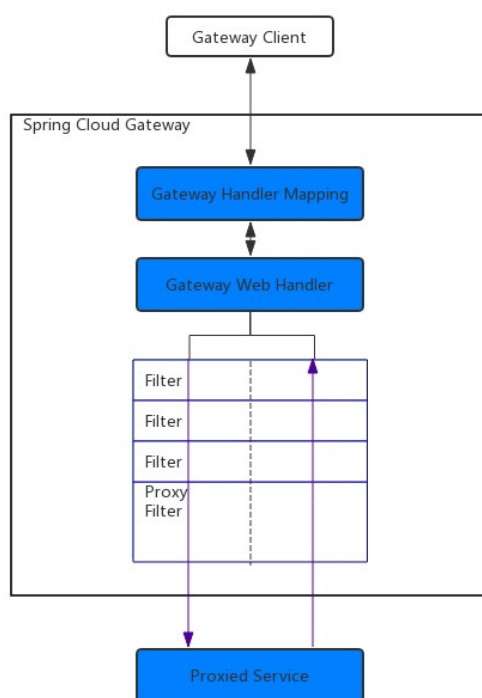 Gateway Client
Spring Cloud Gateway
Gateway Handler Mapping
Gateway Web Handler
Filter
Filter
Filter
Proxy
Filter
Proxied Service